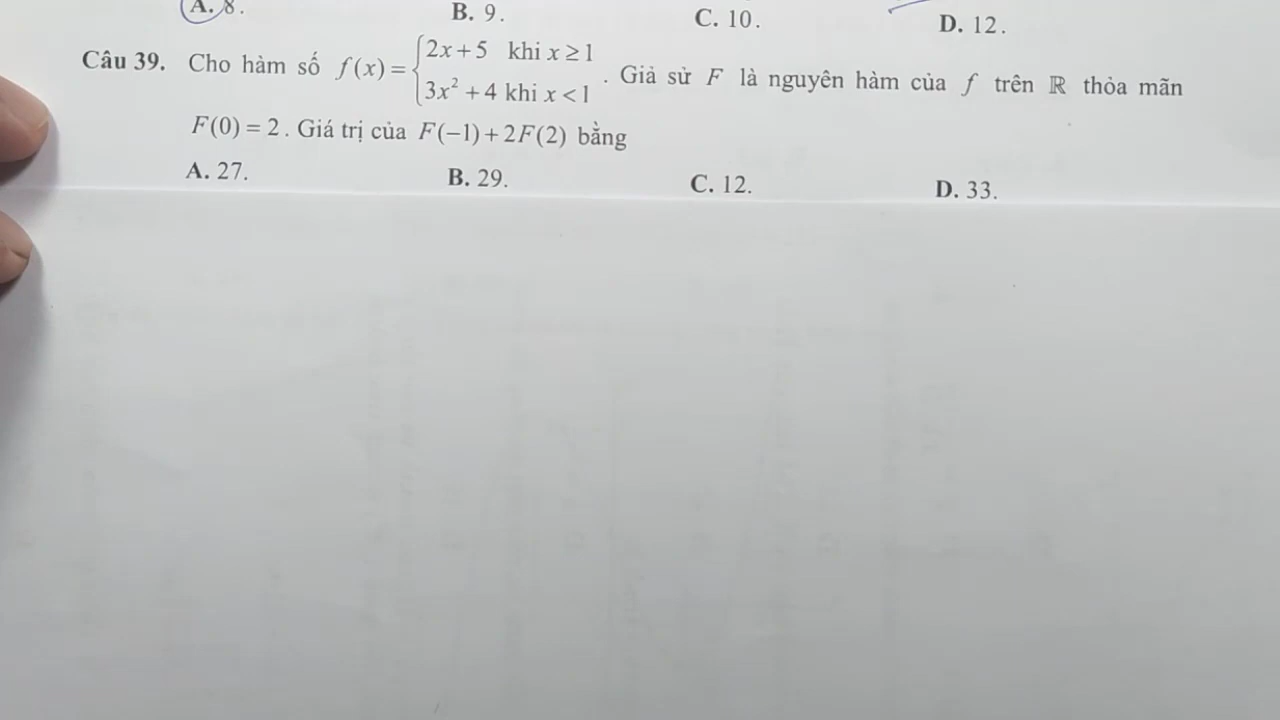 A. 8. B. 9. C. 10. D. 12.
Câu 39. Cho hàm số f(x) = { 2x + 5 khi x ≥ 1 3x² + 4 khi x < 1 . Giả sử F là nguyên hàm của f trên ℝ thỏa mãn
F(0) = 2. Giá trị của F(−1) + 2F(2) bằng
A. 27. B. 29. C. 12. D. 33.